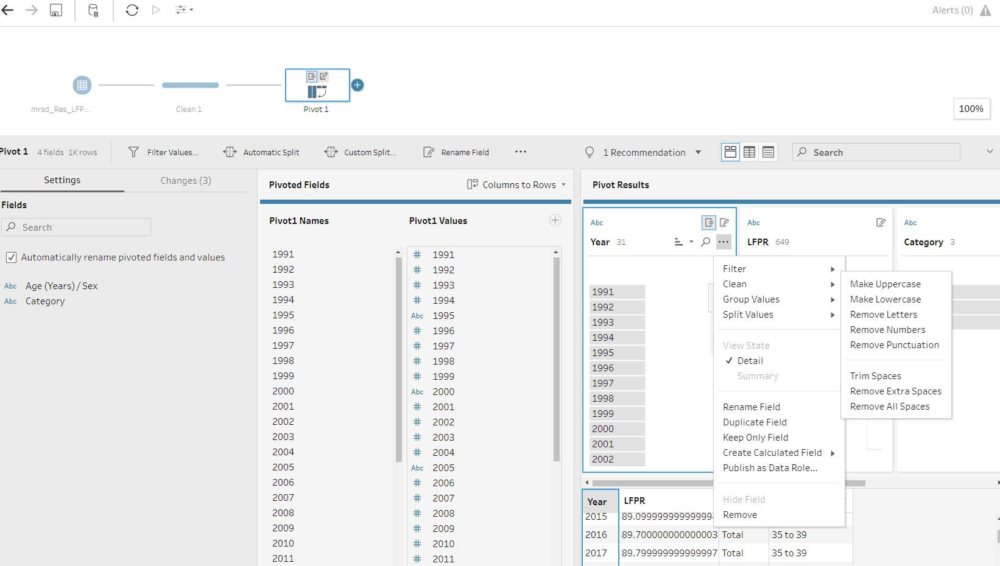 Alerts (0)
mrsd_Res_LFP...
Clean 1
Pivot 1
100%
Pivot 1 4 fields 1K rows
Filter Values...
Automatic Split
Custom Split...
Rename Field
1 Recommendation
Search
Settings
Changes (3)
Fields
Search
Automatically rename pivoted fields and values
Abc Age (Years) / Sex
Abc Category
Pivoted Fields
Columns to Rows
Pivot1 Names
Pivot1 Values
1991
1992
1993
1994
1995
1996
1997
1998
1999
2000
2001
2002
2003
2004
2005
2006
2007
2008
2009
2010
2011
# 1991
# 1992
# 1993
# 1994
Abc 1995
# 1996
# 1997
# 1998
# 1999
Abc 2000
# 2001
# 2002
# 2003
# 2004
Abc 2005
# 2006
# 2007
# 2008
# 2009
# 2010
# 2011
Pivot Results
Abc
Year 31
1991
1992
1993
1994
1995
1996
1997
1998
1999
2000
2001
2002
Abc
LFPR 649
Abc
Category 3
Filter
Clean
Group Values
Split Values
View State
Detail
Summary
Rename Field
Duplicate Field
Keep Only Field
Create Calculated Field
Publish as Data Role...
Hide Field
Remove
Make Uppercase
Make Lowercase
Remove Letters
Remove Numbers
Remove Punctuation
Trim Spaces
Remove Extra Spaces
Remove All Spaces
Year LFPR
2015 89.09999999999999
2016 89.700000000000003 Total 35 to 39
2017 89.799999999999997 Total 35 to 39